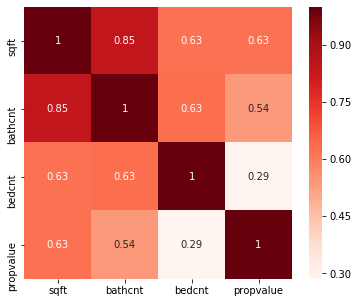 sqft 1 0.85 0.63 0.63
bathcnt 0.85 1 0.63 0.54
bedcnt 0.63 0.63 1 0.29
propvalue 0.63 0.54 0.29 1
sqft bathcnt bedcnt propvalue
0.90
0.75
0.60
0.45
0.30